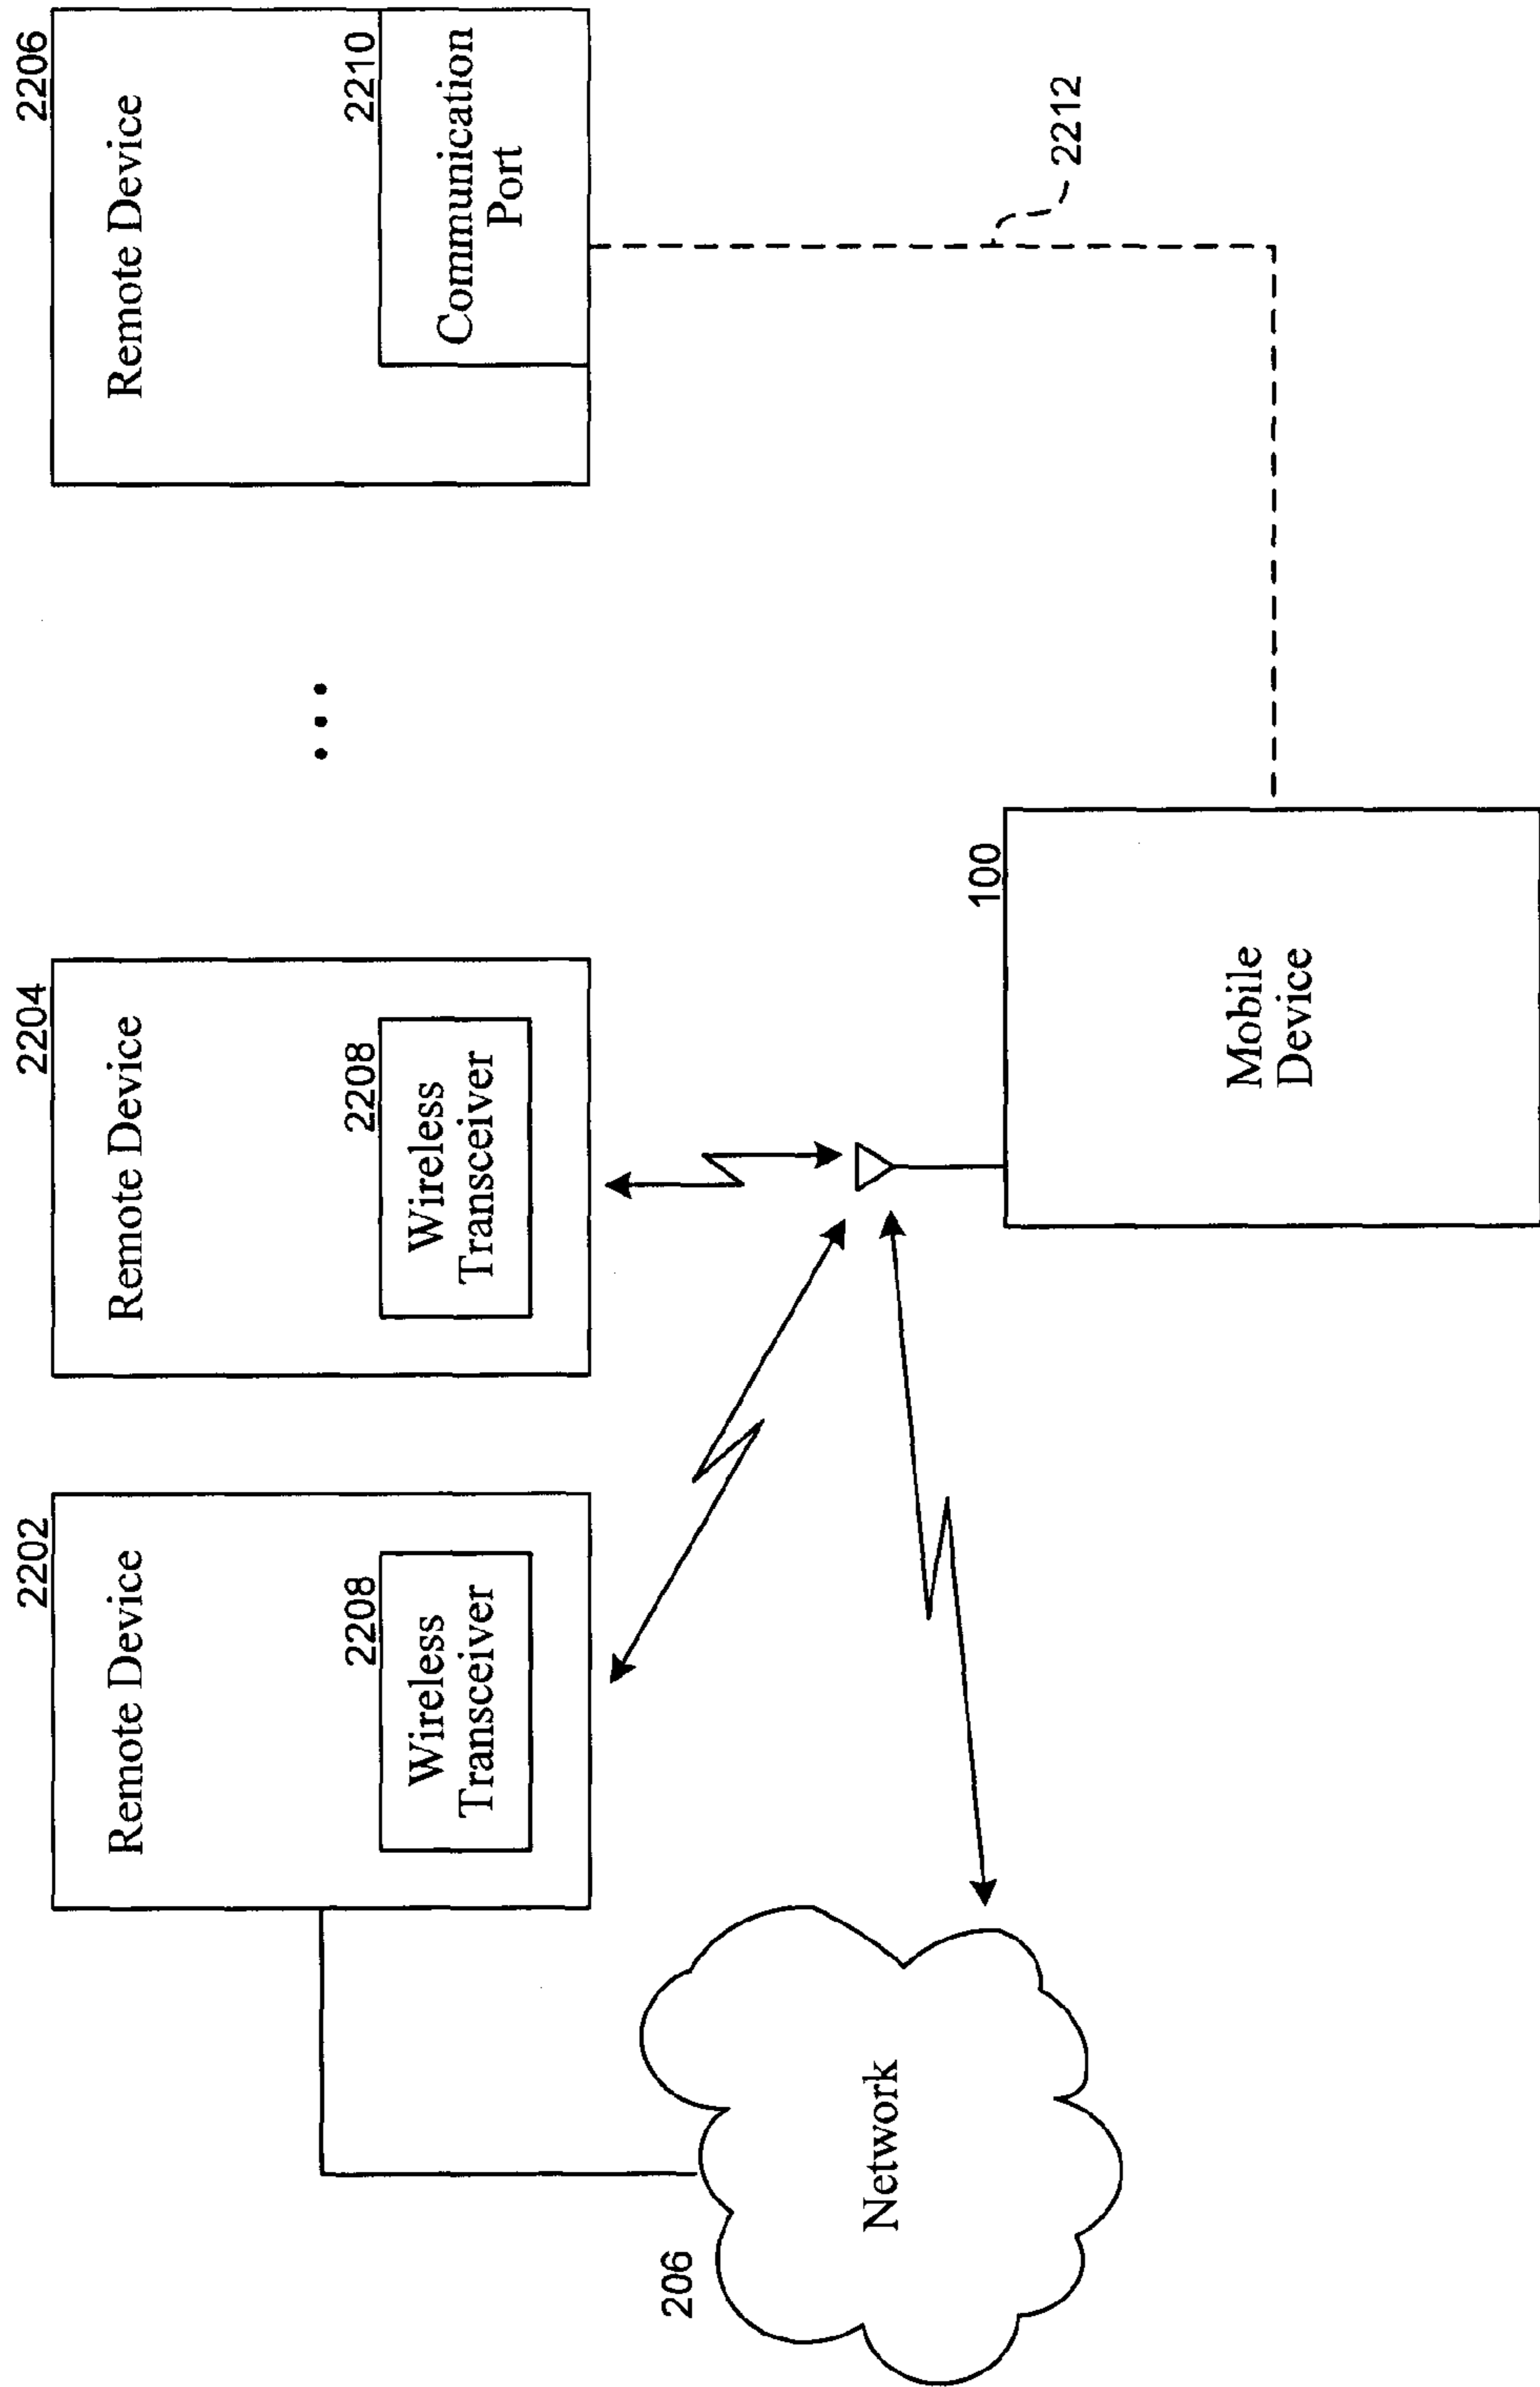 2202
Remote Device
2208
Wireless
Transceiver
2204
Remote Device
2208
Wireless
Transceiver
2206
Remote Device
2210
Communication
Port
206
Network
100
Mobile
Device
2212